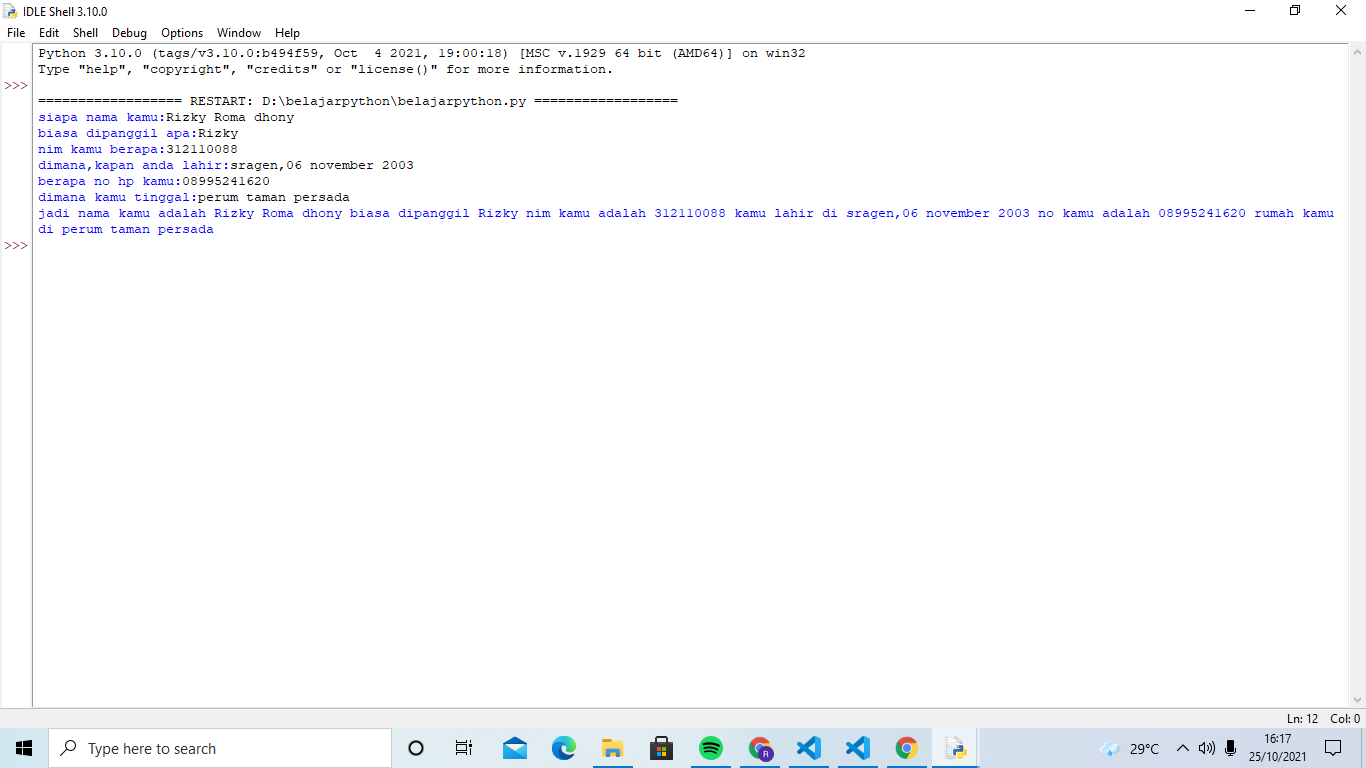 IDLE Shell 3.10.0
File Edit Shell Debug Options Window Help
Python 3.10.0 (tags/v3.10.0:b494f59, Oct  4 2021, 19:00:18) [MSC v.1929 64 bit (AMD64)] on win32
Type "help", "copyright", "credits" or "license()" for more information.
>>>
================== RESTART: D:\belajarpython\belajarpython.py ==================
siapa nama kamu:Rizky Roma dhony
biasa dipanggil apa:Rizky
nim kamu berapa:312110088
dimana,kapan anda lahir:sragen,06 november 2003
berapa no hp kamu:08995241620
dimana kamu tinggal:perum taman persada
jadi nama kamu adalah Rizky Roma dhony biasa dipanggil Rizky nim kamu adalah 312110088 kamu lahir di sragen,06 november 2003 no kamu adalah 08995241620 rumah kamu
di perum taman persada
>>>
Ln: 12 Col: 0
Type here to search
R
29°C
16:17
25/10/2021